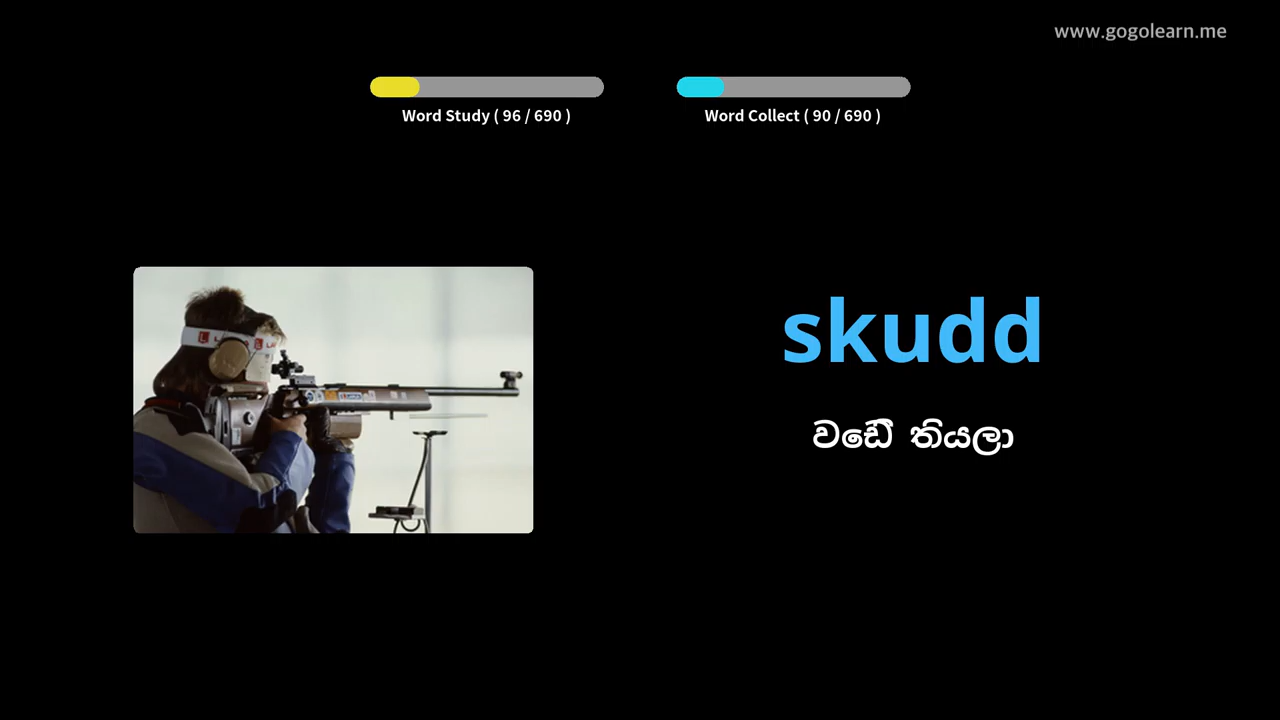 www.gogolearn.me
Word Study ( 96 / 690 )
Word Collect ( 90 / 690 )
skudd
වඩේ තියලා